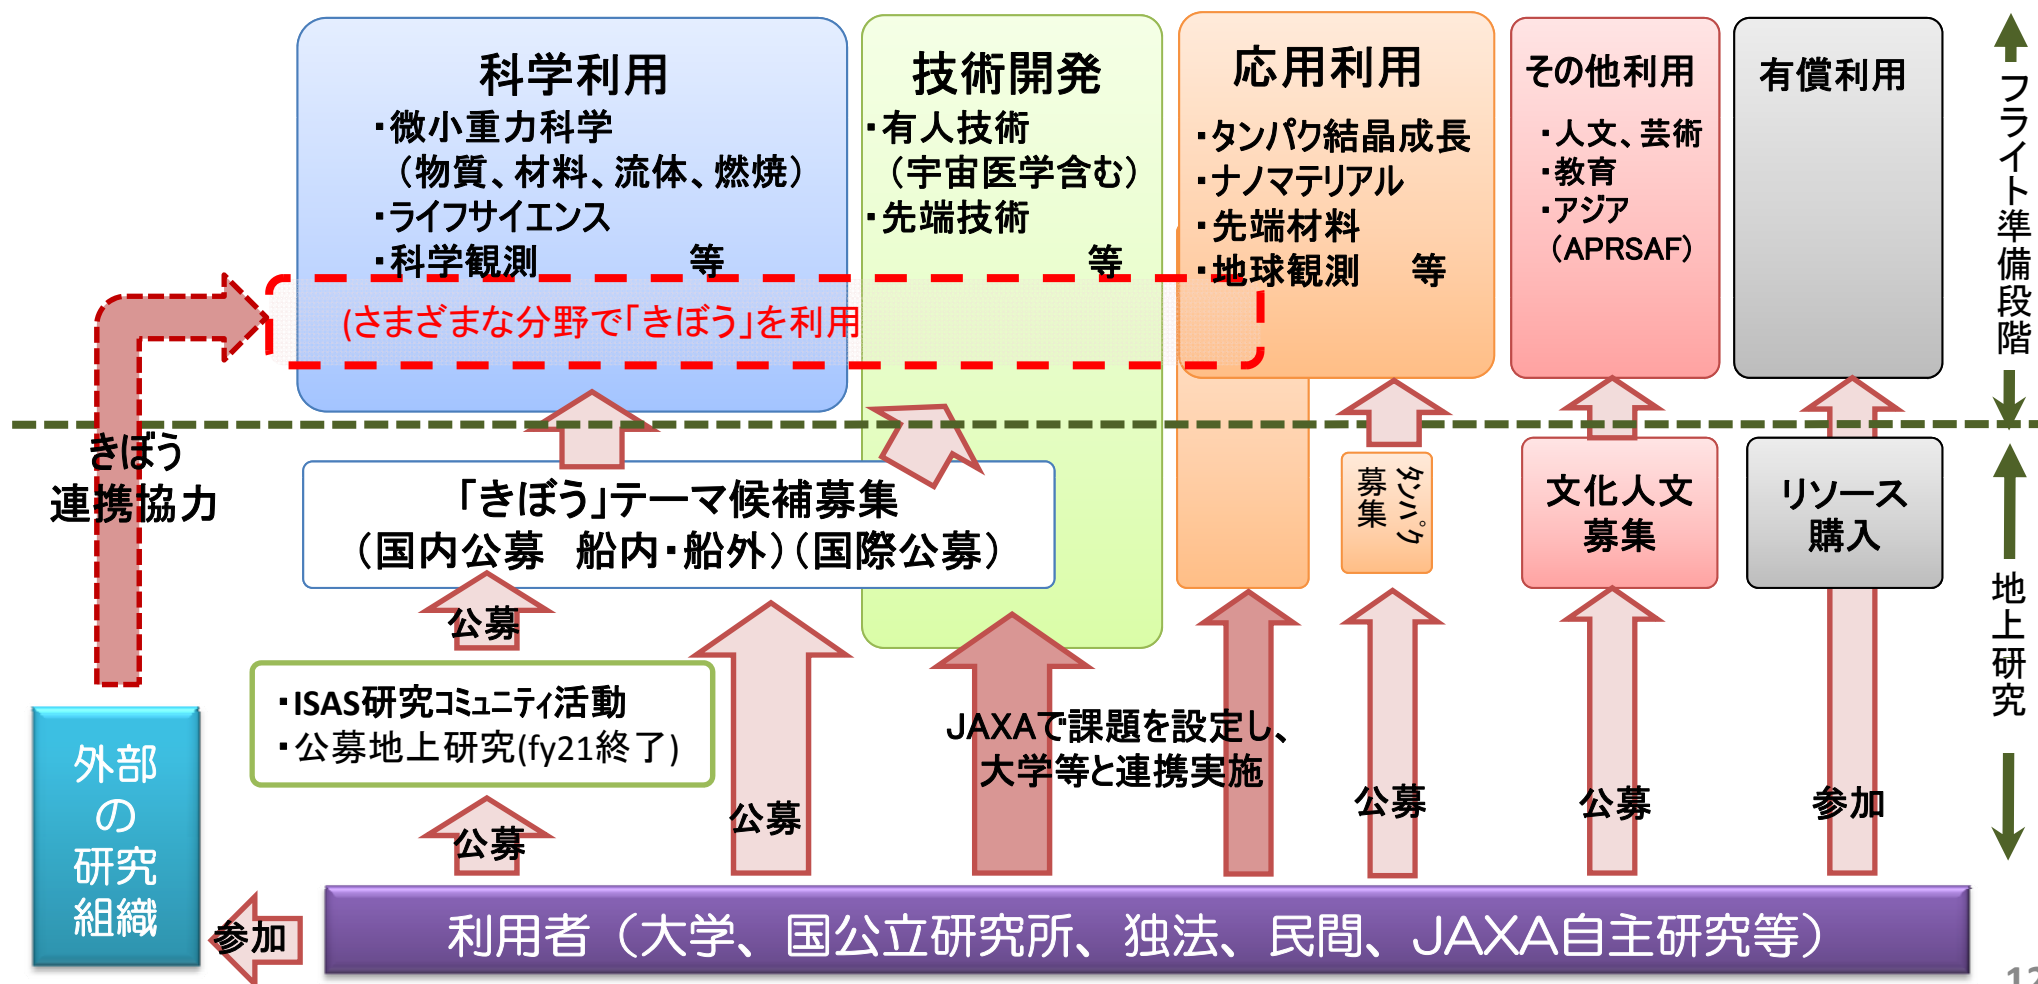 科学利用
・微小重力科学
（物質、材料、流体、燃焼）
・ライフサイエンス
・科学観測　等
技術開発
・有人技術
（宇宙医学含む）
・先端技術
等
応用利用
・タンパク結晶成長
・ナノマテリアル
・先端材料
・地球観測　等
その他利用
・人文、芸術
・教育
・アジア
（APRSAF）
有償利用
フライト準備段階
(さまざまな分野で「きぼう」を利用
きぼう
連携協力
「きぼう」テーマ候補募集
（国内公募　船内・船外）（国際公募）
タンパク
募集
文化人文
募集
リソース
購入
地上研究
公募
・ISAS研究コミュニティ活動
・公募地上研究(fy21終了)
JAXAで課題を設定し、
大学等と連携実施
公募
公募
公募
公募
参加
外部
の
研究
組織
参加
利用者（大学、国公立研究所、独法、民間、JAXA自主研究等）
12